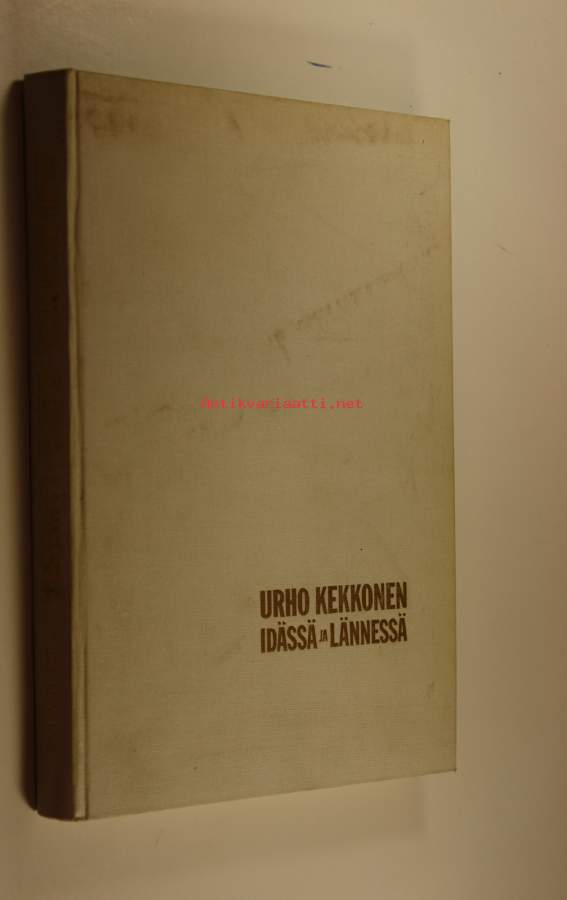 Antikvariaatti.net
URHO KEKKONEN
IDÄSSÄ JA LÄNNESSÄ